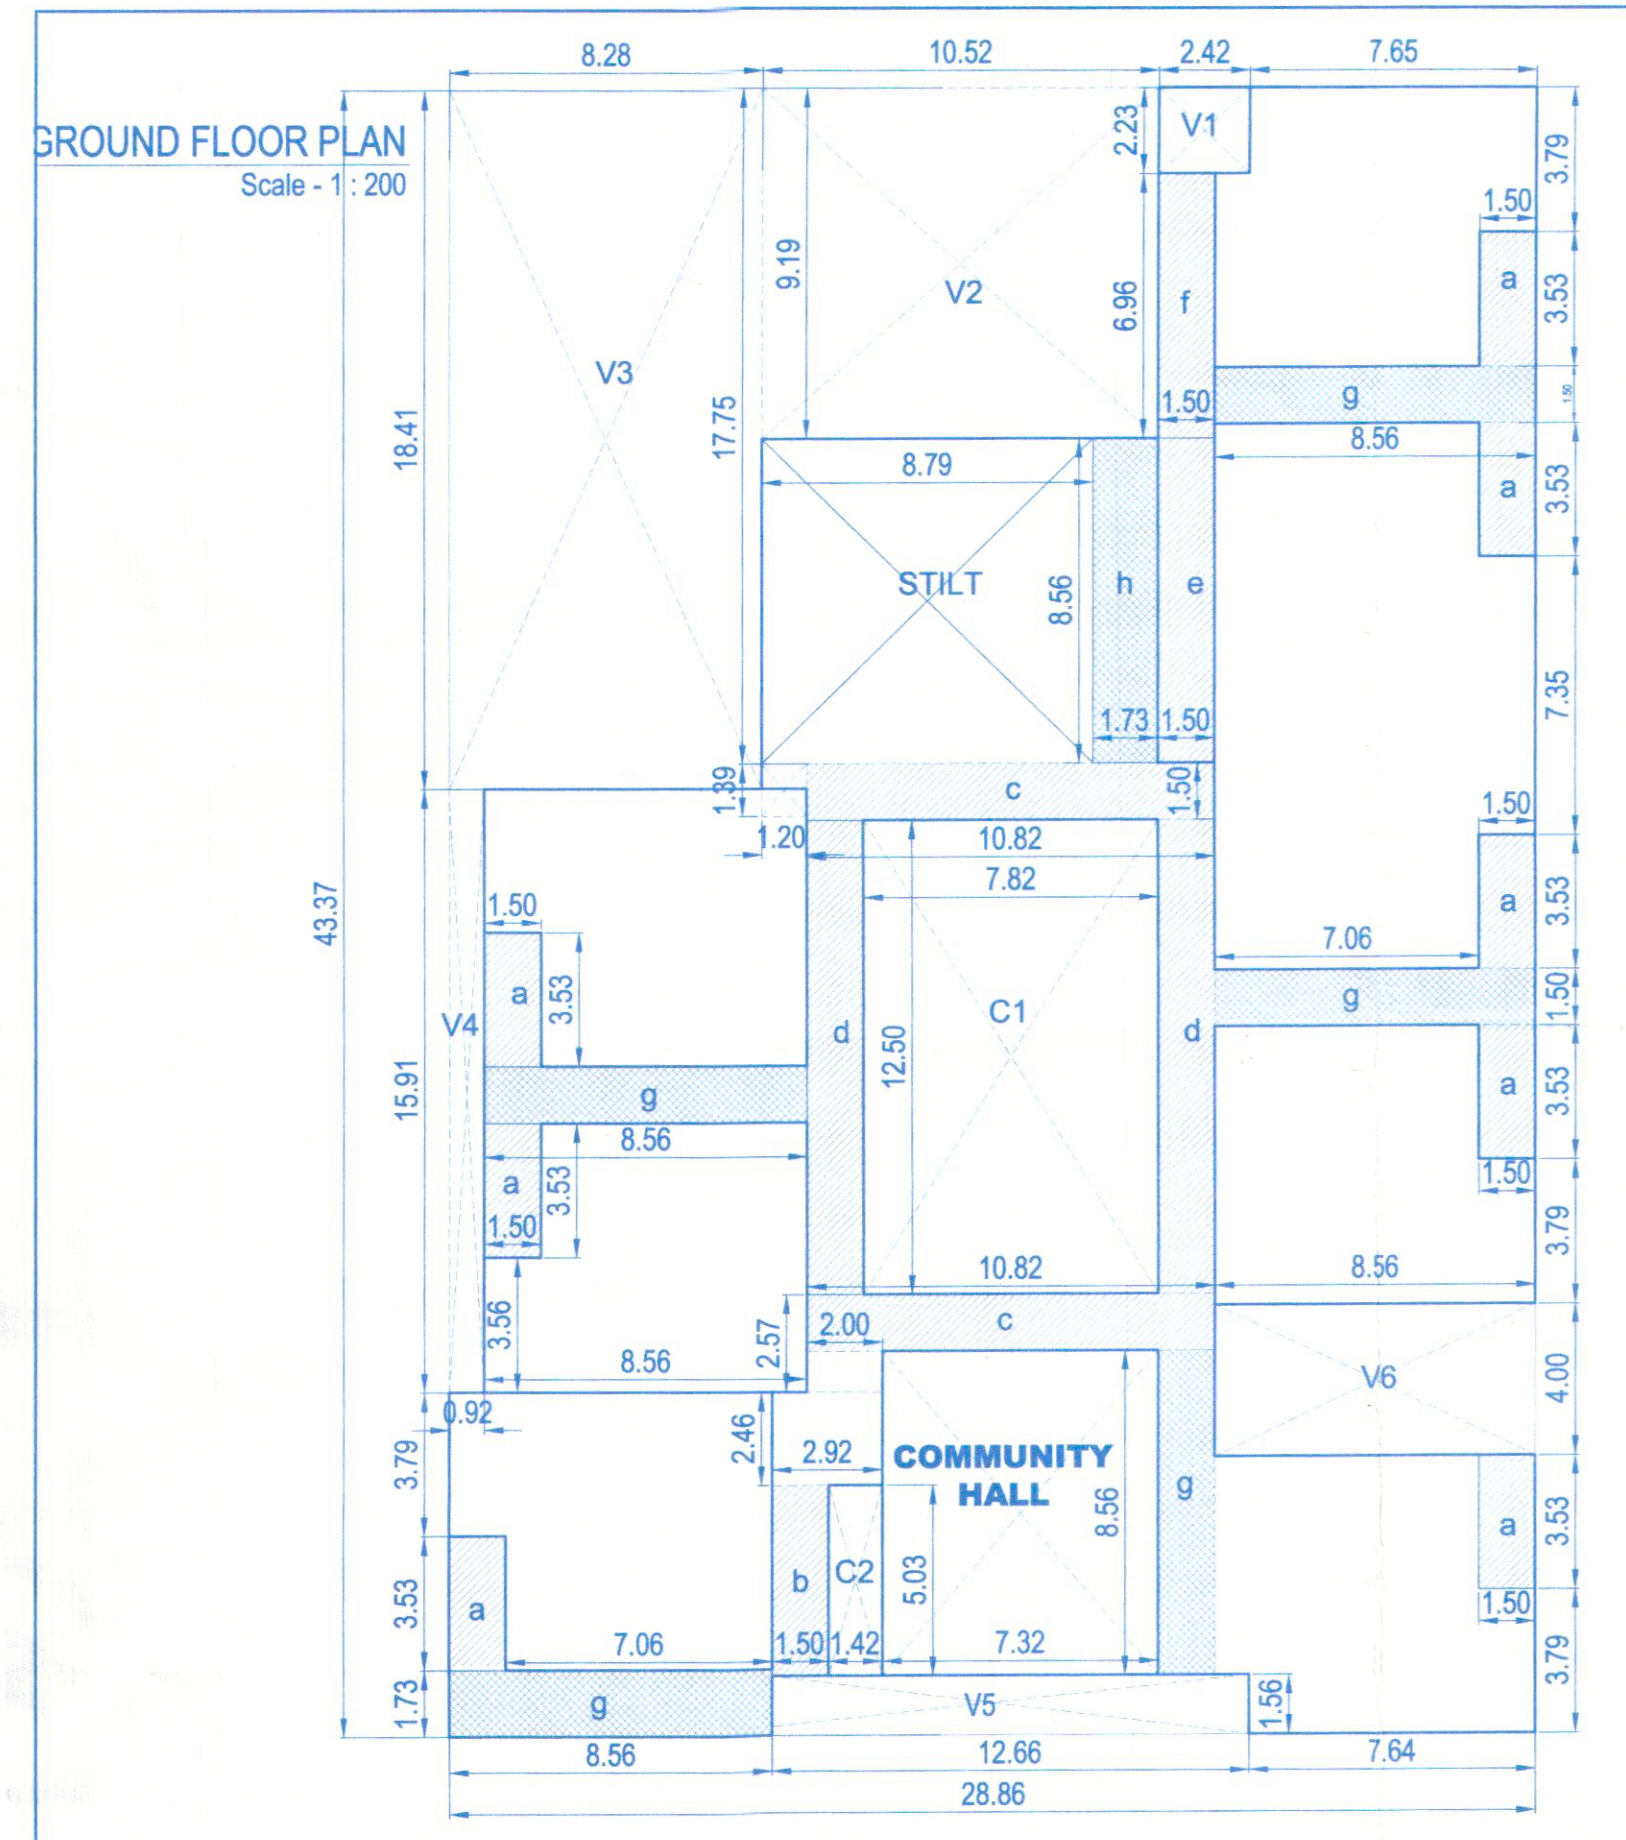 8.28 10.52 2.42 7.65
GROUND FLOOR PLAN
Scale - 1 : 200
V1
2.23
3.79
1.50
9.19
V2
6.96
f
a
3.53
V3
18.41
17.75
1.50
g
1.50
8.56
8.79
a
3.53
STILT
8.56
h
e
7.35
1.73 1.50
1.39
c
1.50
1.50
1.20
10.82
7.82
43.37
1.50
a
3.53
7.06
a
3.53
V4
d
12.50
C1
d
g
1.50
15.91
g
8.56
a
3.53
a
3.53
1.50
1.50
3.79
10.82
8.56
3.56
2.57
2.00
c
8.56
V6
4.00
0.92
3.79
2.46
2.92
COMMUNITY
HALL
8.56
g
a
3.53
3.53
a
b
C2
5.03
1.50
7.06
1.50 1.42
7.32
3.79
1.73
g
V5
1.56
8.56 12.66 7.64
28.86